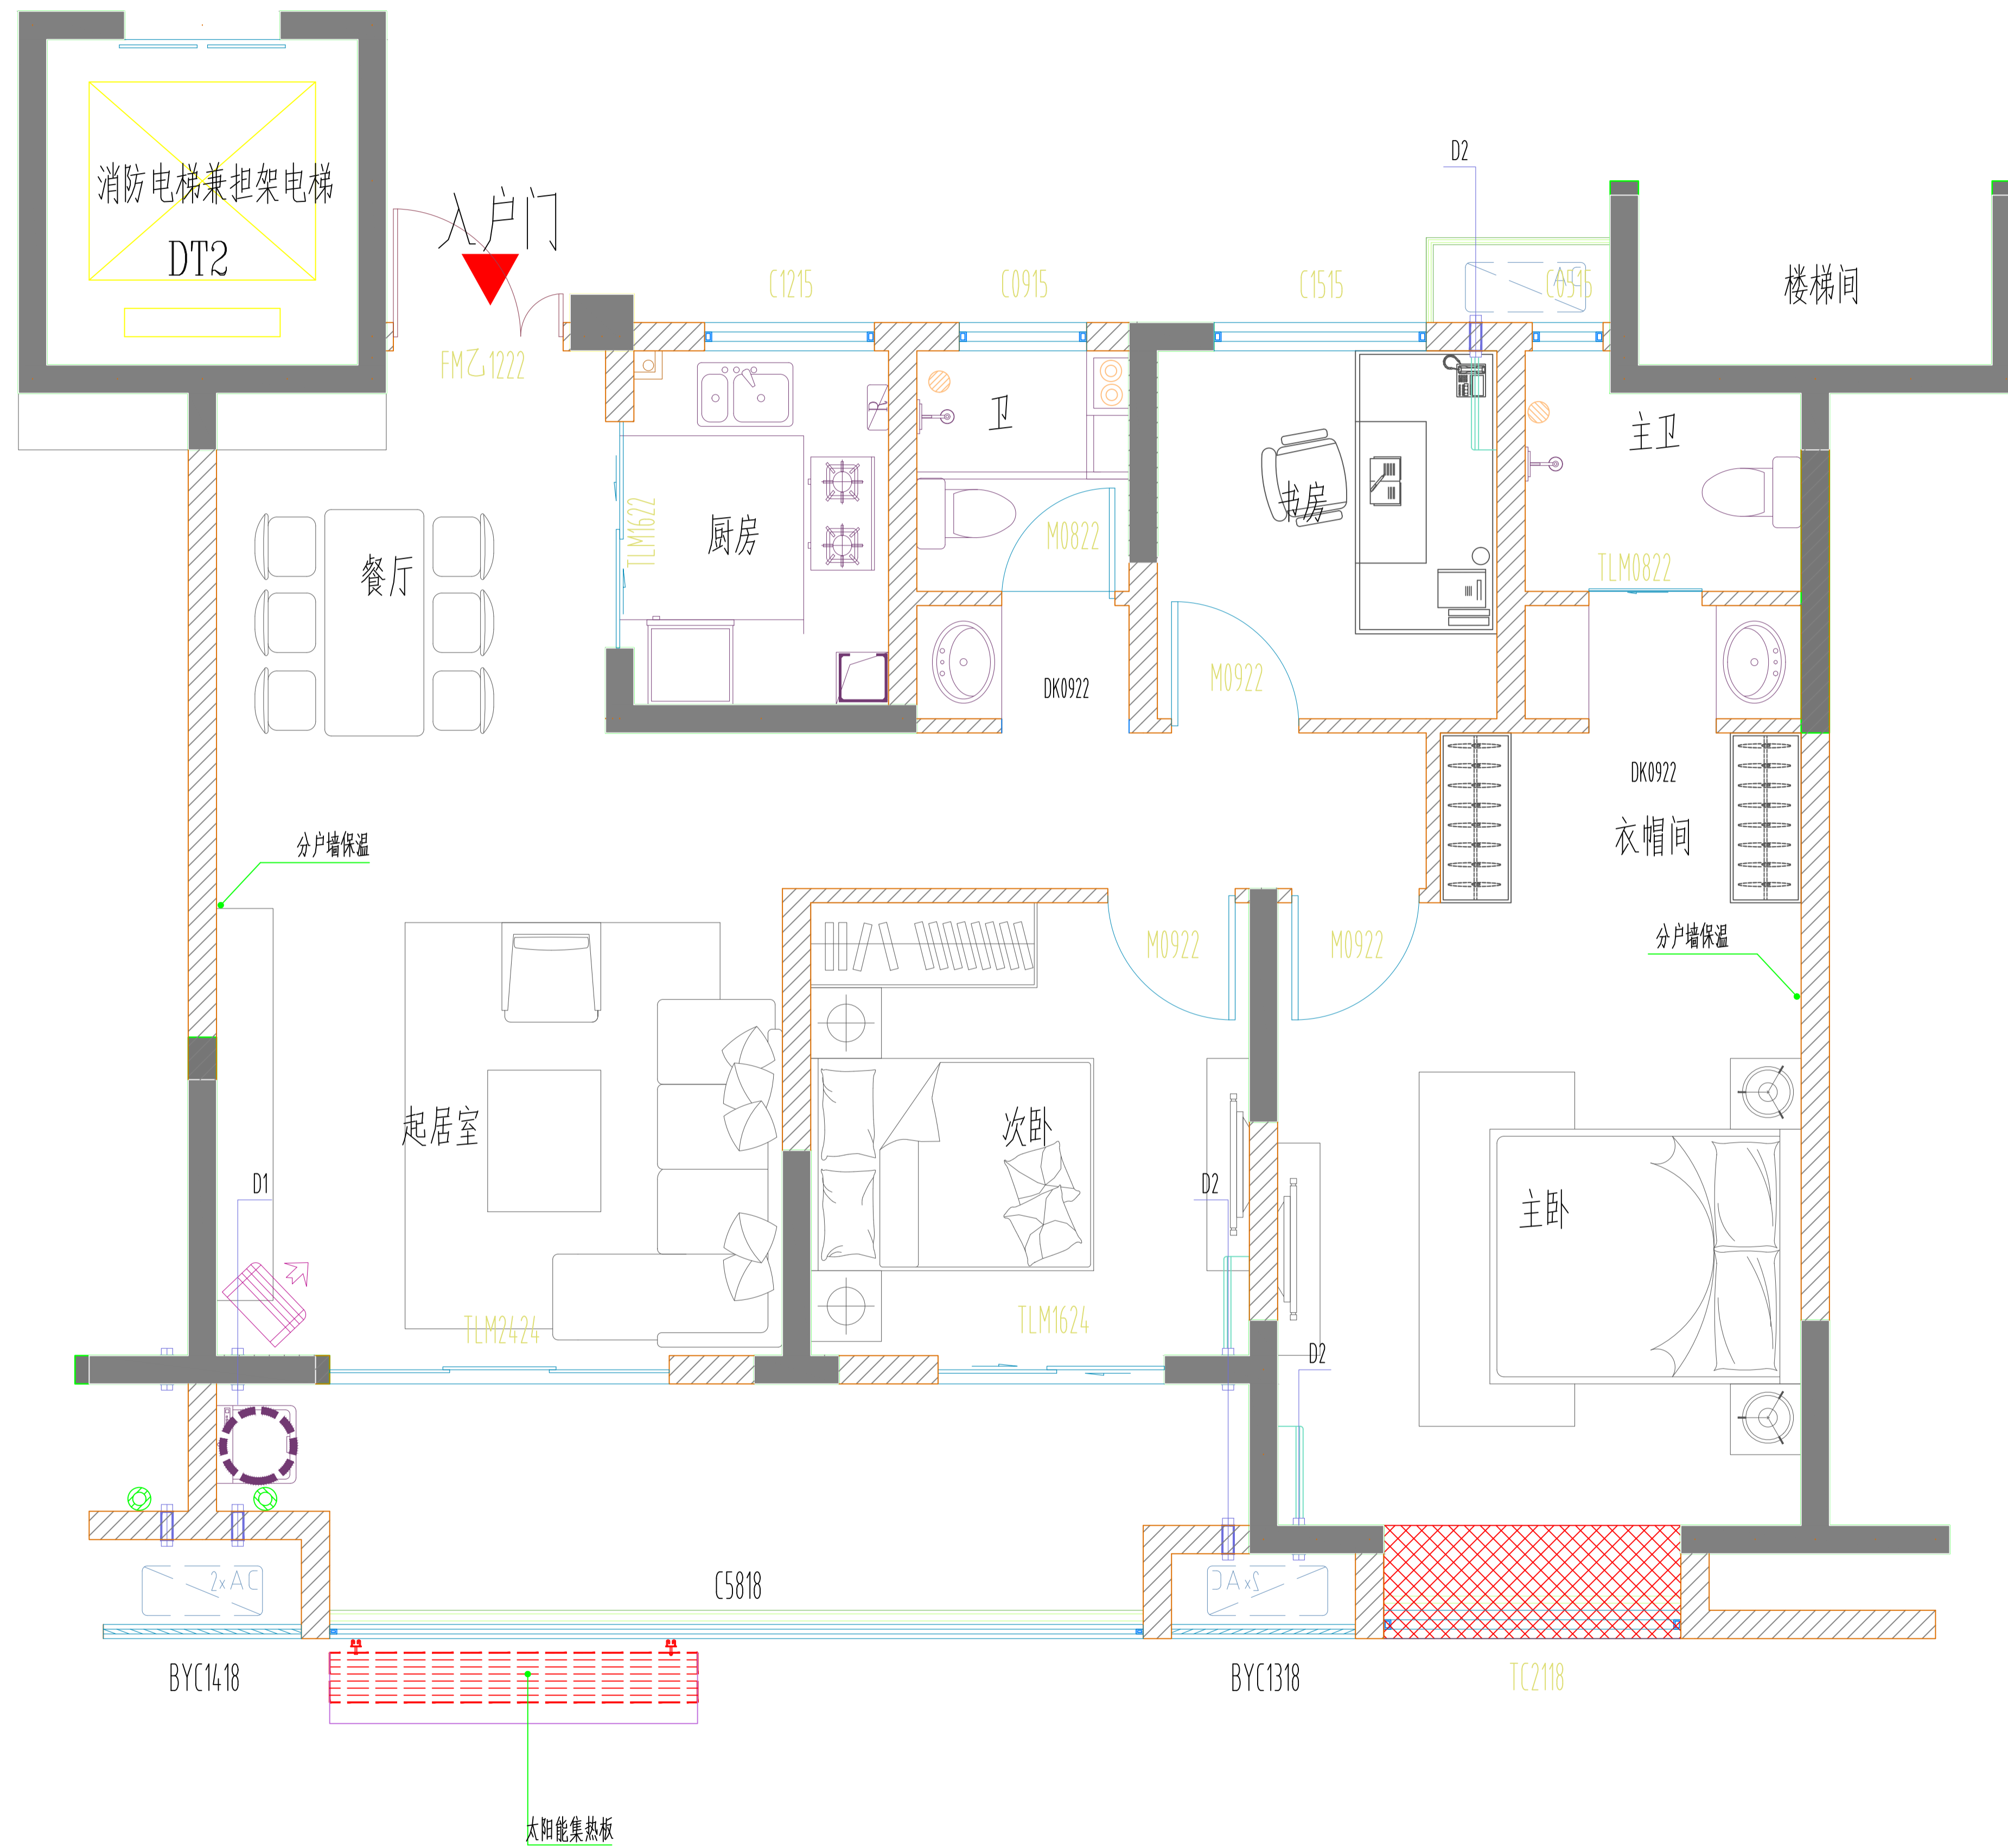 D2
消防电梯兼担架电梯
入户门
DT2
C1215
C0915
C1515
C0515
AC
楼梯间
FM乙1222
卫
主卫
书房
TLM1622
厨房
M0822
餐厅
TLM0822
M0922
DK0922
DK0922
衣帽间
分户墙保温
分户墙保温
M0922
M0922
起居室
次卧
D1
D2
主卧
TLM2424
TLM1624
D2
2xAC
2xAC
C5818
BYC1418
BYC1318
TC2118
太阳能集热板